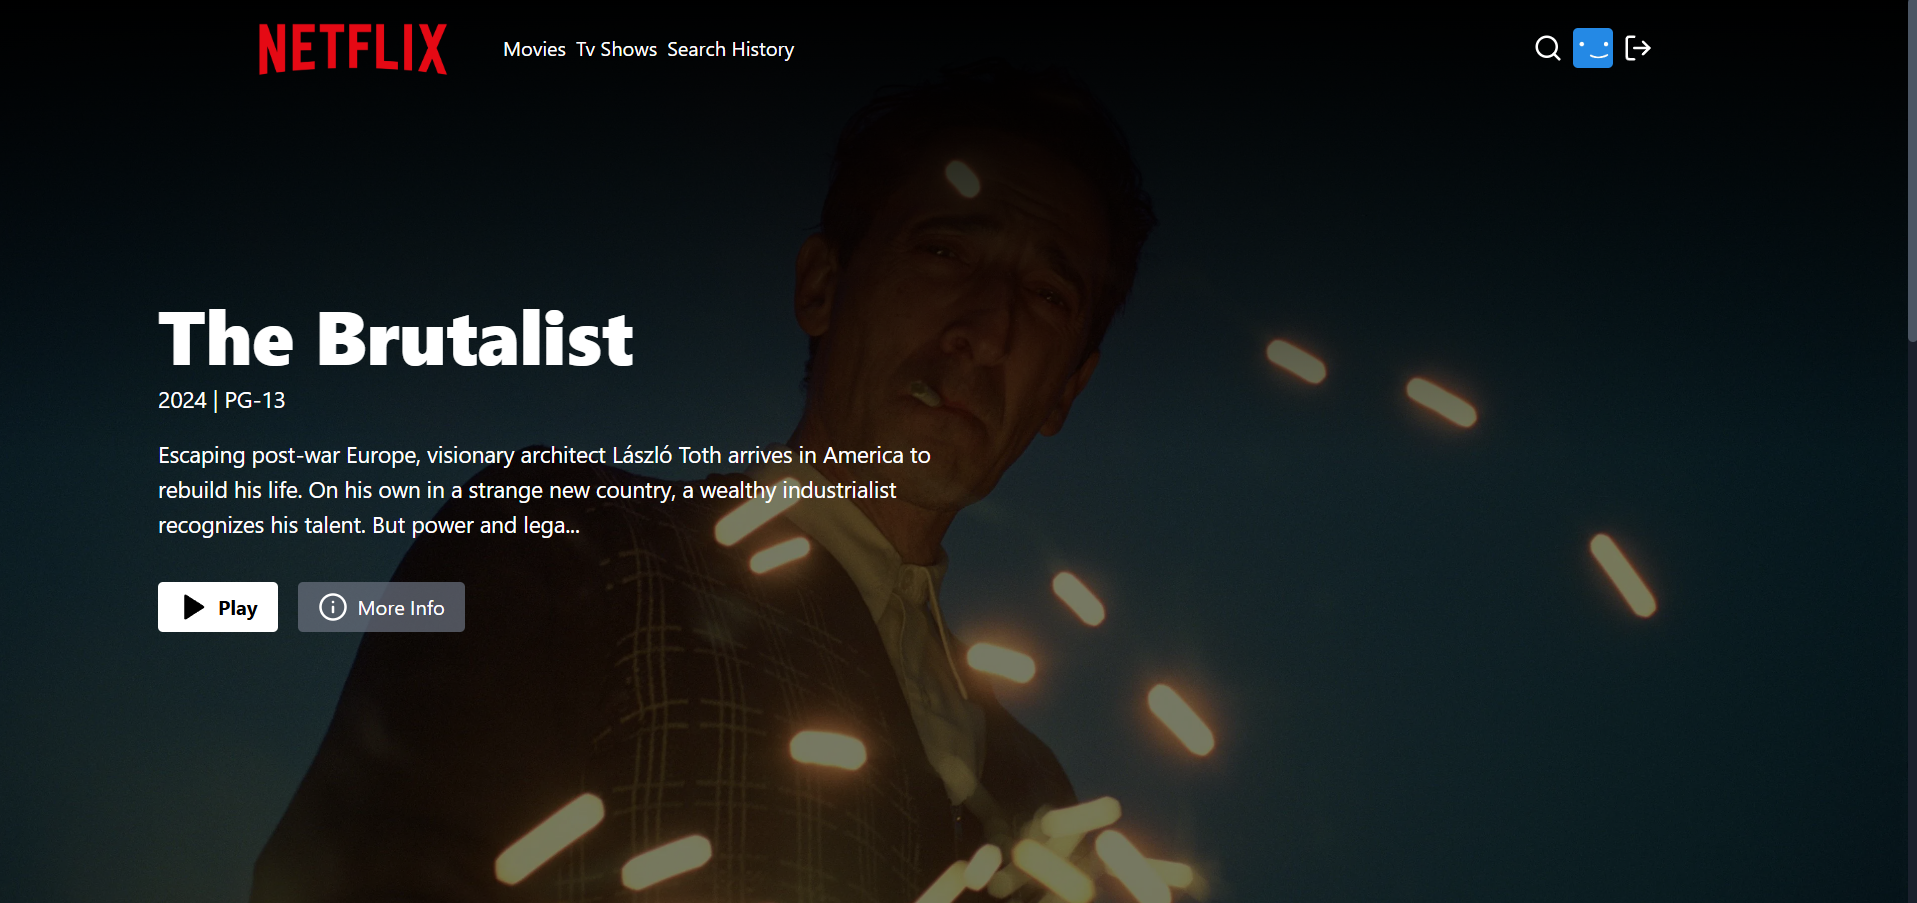 NETFLIX
Movies Tv Shows Search History
The Brutalist
2024 | PG-13
Escaping post-war Europe, visionary architect László Toth arrives in America to
rebuild his life. On his own in a strange new country, a wealthy industrialist
recognizes his talent. But power and lega...
Play
More Info